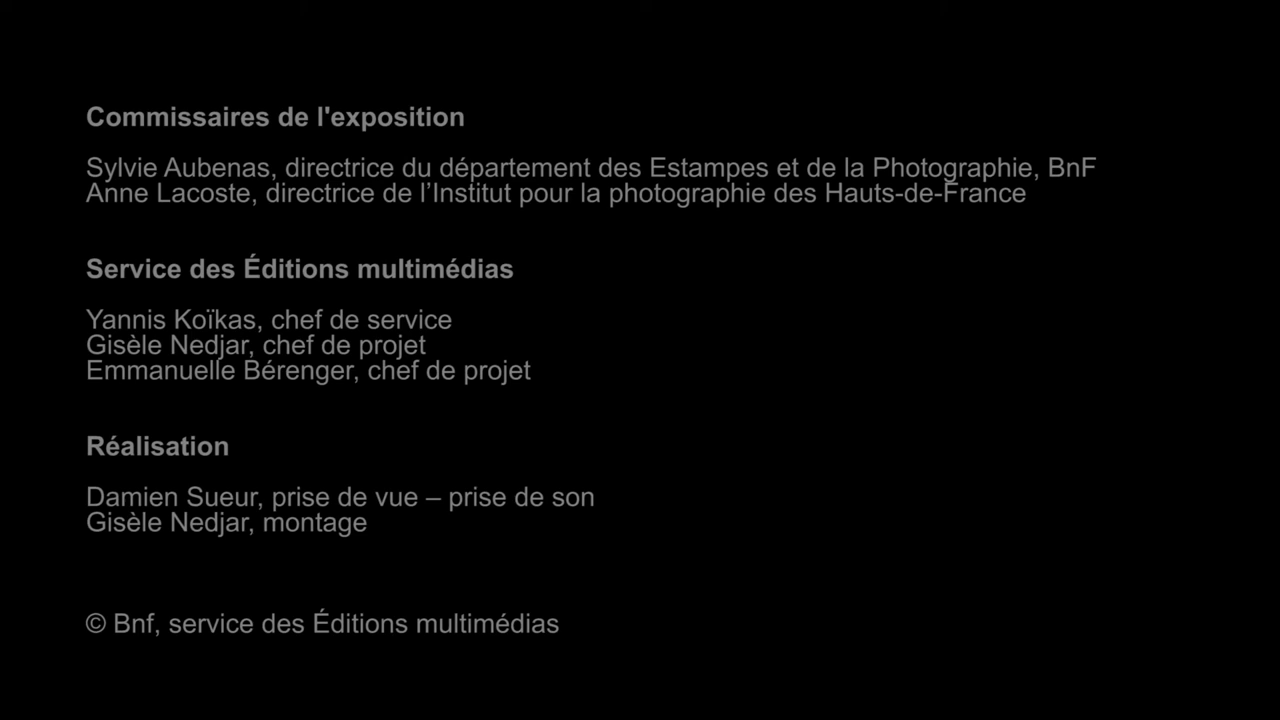 Commissaires de l'exposition
Sylvie Aubenas, directrice du département des Estampes et de la Photographie, BnF
Anne Lacoste, directrice de l’Institut pour la photographie des Hauts-de-France
Service des Éditions multimédias
Yannis Koïkas, chef de service
Gisèle Nedjar, chef de projet
Emmanuelle Bérenger, chef de projet
Réalisation
Damien Sueur, prise de vue – prise de son
Gisèle Nedjar, montage
© Bnf, service des Éditions multimédias